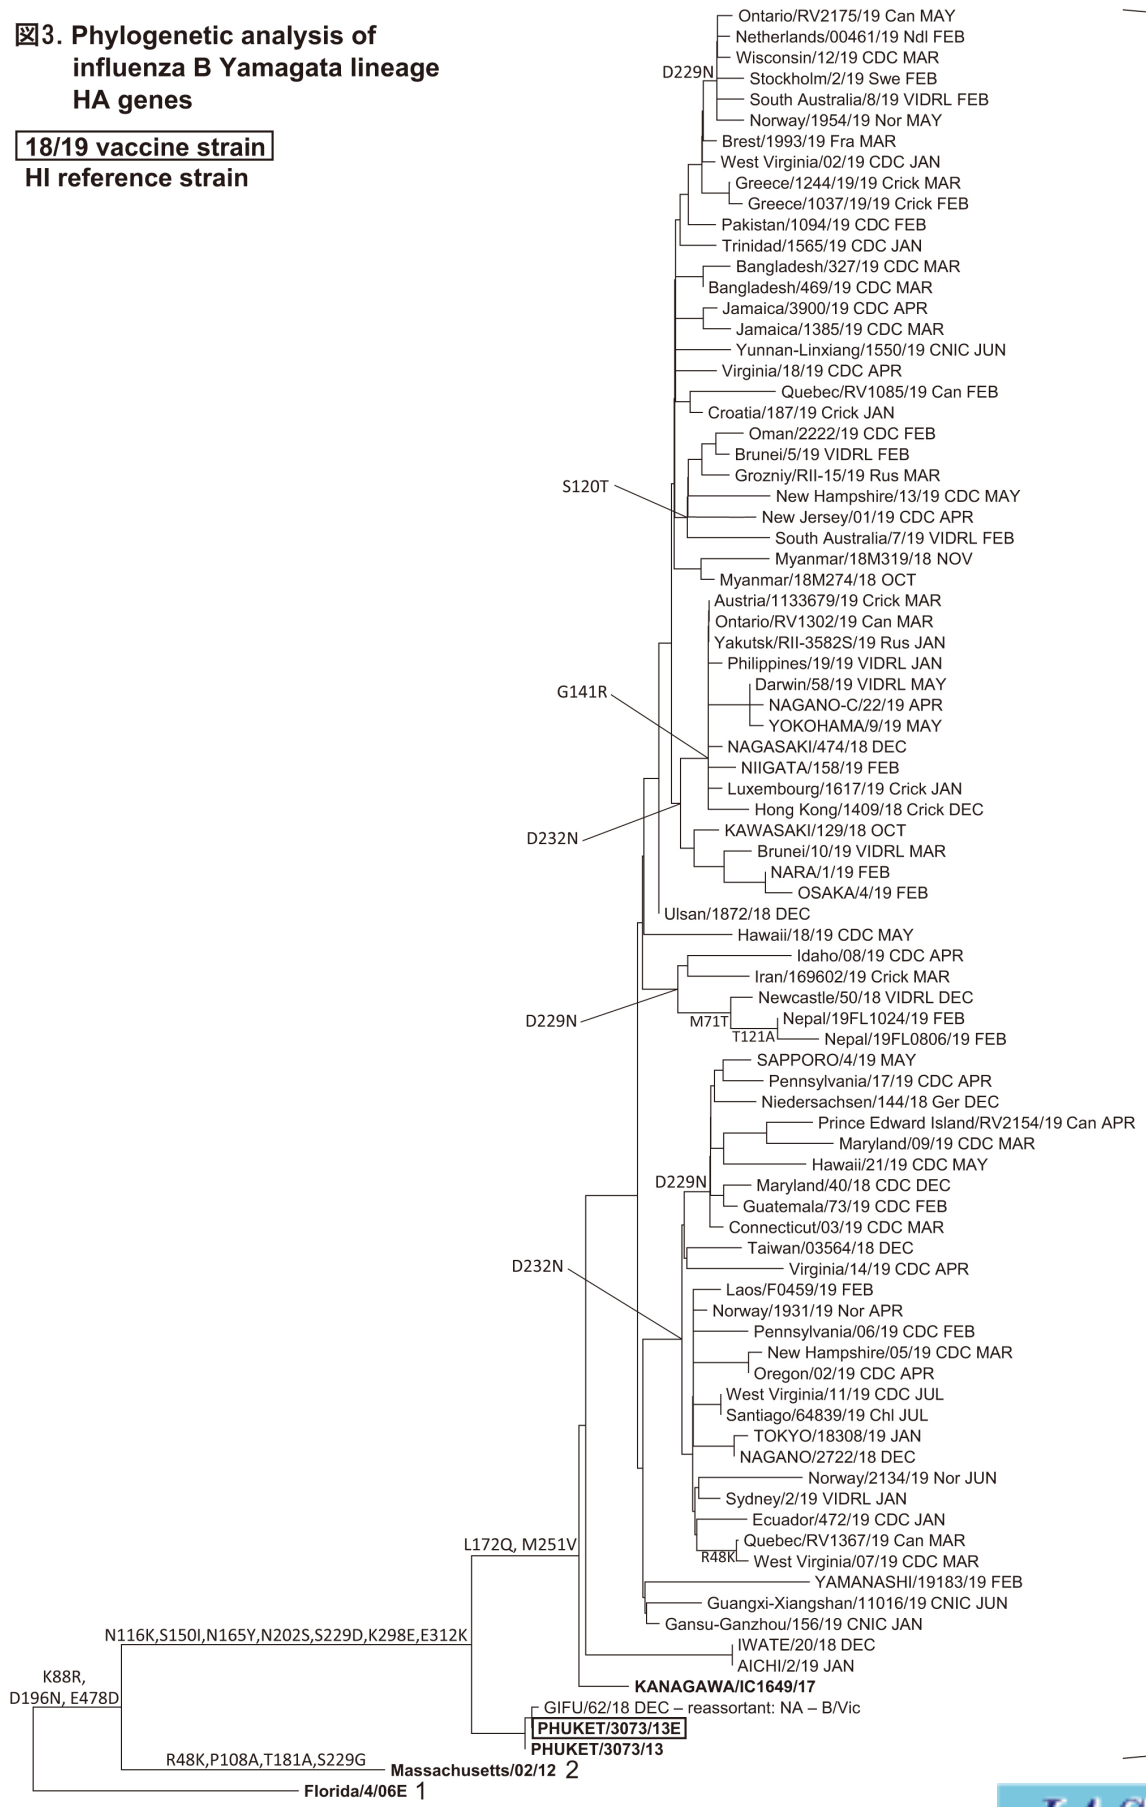 図3. Phylogenetic analysis of
influenza B Yamagata lineage
HA genes
18/19 vaccine strain
HI reference strain
Ontario/RV2175/19 Can MAY
Netherlands/00461/19 Ndl FEB
Wisconsin/12/19 CDC MAR
D229N
Stockholm/2/19 Swe FEB
South Australia/8/19 VIDRL FEB
Norway/1954/19 Nor MAY
Brest/1993/19 Fra MAR
West Virginia/02/19 CDC JAN
Greece/1244/19/19 Crick MAR
Greece/1037/19/19 Crick FEB
Pakistan/1094/19 CDC FEB
Trinidad/1565/19 CDC JAN
Bangladesh/327/19 CDC MAR
Bangladesh/469/19 CDC MAR
Jamaica/3900/19 CDC APR
Jamaica/1385/19 CDC MAR
Yunnan-Linxiang/1550/19 CNIC JUN
Virginia/18/19 CDC APR
Quebec/RV1085/19 Can FEB
Croatia/187/19 Crick JAN
Oman/2222/19 CDC FEB
Brunei/5/19 VIDRL FEB
Grozniy/RII-15/19 Rus MAR
S120T
New Hampshire/13/19 CDC MAY
New Jersey/01/19 CDC APR
South Australia/7/19 VIDRL FEB
Myanmar/18M319/18 NOV
Myanmar/18M274/18 OCT
Austria/1133679/19 Crick MAR
Ontario/RV1302/19 Can MAR
Yakutsk/RII-3582S/19 Rus JAN
Philippines/19/19 VIDRL JAN
Darwin/58/19 VIDRL MAY
G141R
NAGANO-C/22/19 APR
YOKOHAMA/9/19 MAY
NAGASAKI/474/18 DEC
NIIGATA/158/19 FEB
Luxembourg/1617/19 Crick JAN
Hong Kong/1409/18 Crick DEC
KAWASAKI/129/18 OCT
D232N
Brunei/10/19 VIDRL MAR
NARA/1/19 FEB
OSAKA/4/19 FEB
Ulsan/1872/18 DEC
Hawaii/18/19 CDC MAY
Idaho/08/19 CDC APR
Iran/169602/19 Crick MAR
Newcastle/50/18 VIDRL DEC
D229N
M71T
Nepal/19FL1024/19 FEB
T121A
Nepal/19FL0806/19 FEB
SAPPORO/4/19 MAY
Pennsylvania/17/19 CDC APR
Niedersachsen/144/18 Ger DEC
Prince Edward Island/RV2154/19 Can APR
Maryland/09/19 CDC MAR
Hawaii/21/19 CDC MAY
D229N
Maryland/40/18 CDC DEC
Guatemala/73/19 CDC FEB
Connecticut/03/19 CDC MAR
Taiwan/03564/18 DEC
D232N
Virginia/14/19 CDC APR
Laos/F0459/19 FEB
Norway/1931/19 Nor APR
Pennsylvania/06/19 CDC FEB
New Hampshire/05/19 CDC MAR
Oregon/02/19 CDC APR
West Virginia/11/19 CDC JUL
Santiago/64839/19 Chl JUL
TOKYO/18308/19 JAN
NAGANO/2722/18 DEC
Norway/2134/19 Nor JUN
Sydney/2/19 VIDRL JAN
Ecuador/472/19 CDC JAN
L172Q, M251V
Quebec/RV1367/19 Can MAR
R48K
West Virginia/07/19 CDC MAR
YAMANASHI/19183/19 FEB
Guangxi-Xiangshan/11016/19 CNIC JUN
Gansu-Ganzhou/156/19 CNIC JAN
N116K,S150I,N165Y,N202S,S229D,K298E,E312K
IWATE/20/18 DEC
AICHI/2/19 JAN
K88R,
D196N, E478D
KANAGAWA/IC1649/17
GIFU/62/18 DEC – reassortant: NA – B/Vic
PHUKET/3073/13E
PHUKET/3073/13
R48K,P108A,T181A,S229G
Massachusetts/02/12 2
Florida/4/06E 1